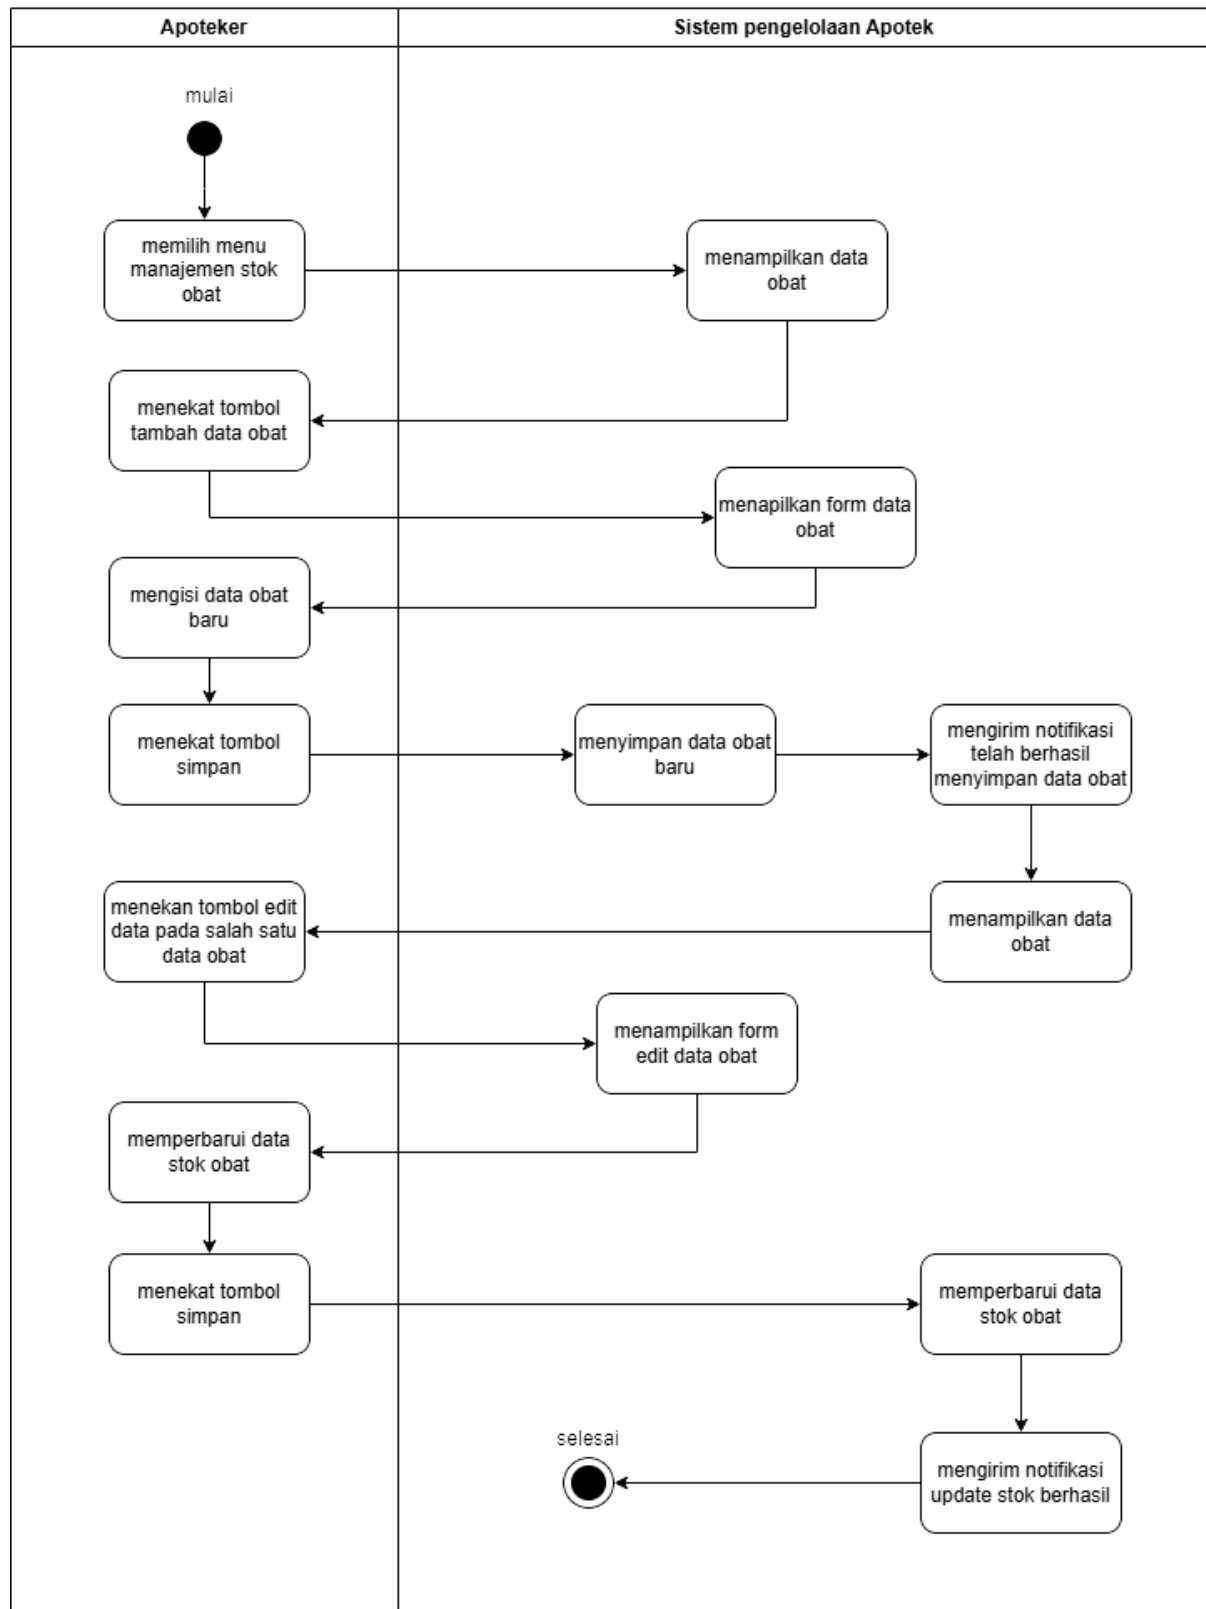 Apoteker
Sistem pengelolaan Apotek
mulai
memilih menu
manajemen stok
obat
menampilkan data
obat
menekat tombol
tambah data obat
menapilkan form data
obat
mengisi data obat
baru
menekat tombol
simpan
menyimpan data obat
baru
mengirim notifikasi
telah berhasil
menyimpan data obat
menampilkan data
obat
menekan tombol edit
data pada salah satu
data obat
menampilkan form
edit data obat
memperbarui data
stok obat
menekat tombol
simpan
memperbarui data
stok obat
mengirim notifikasi
update stok berhasil
selesai